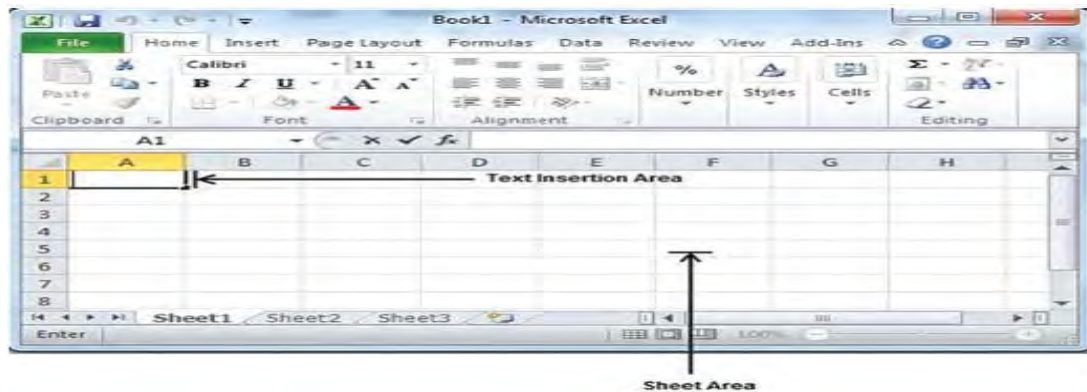 Book1 - Microsoft Excel
File Home Insert Page Layout Formulas Data Review View Add-Ins
Paste
Calibri 11
B I U A A
A
%
Number
A
Styles
Cells
Σ
Clipboard Font Alignment Editing
A1 fx
A B C D E F G H
1 Text Insertion Area
2
3
4
5
6
7
8
Sheet1 Sheet2 Sheet3
Enter 100%
Sheet Area